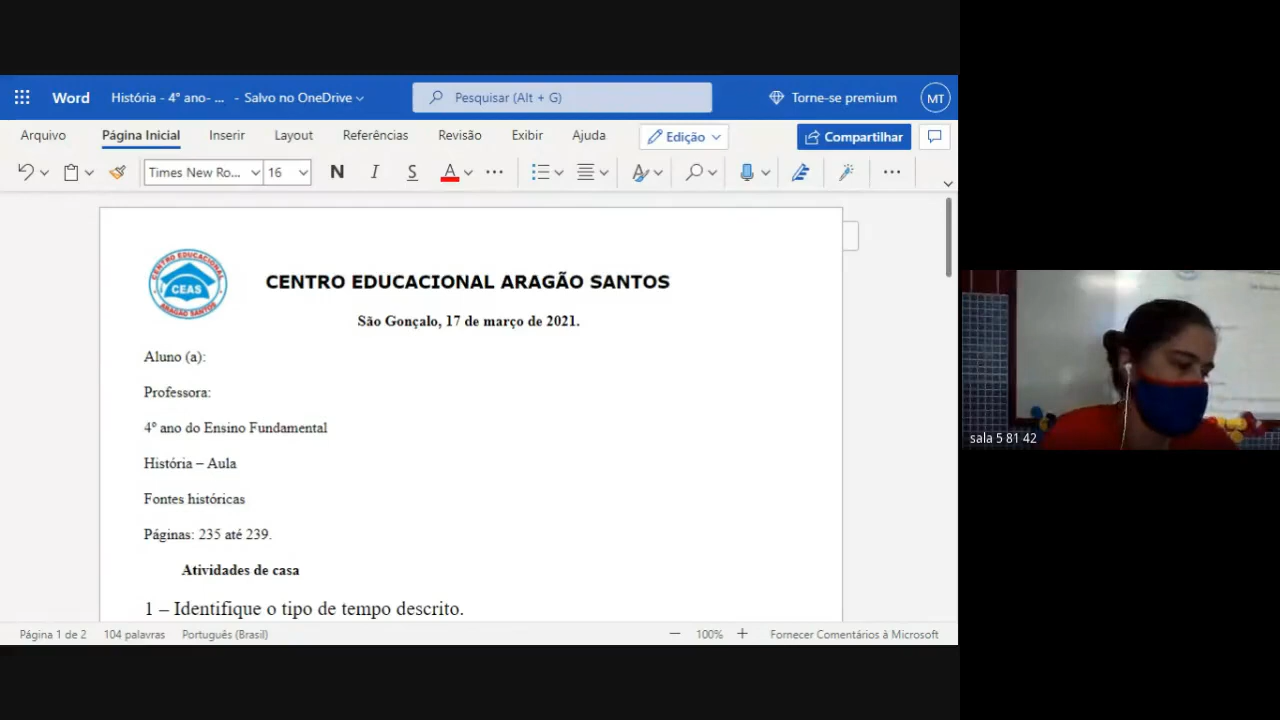 Word
História - 4º ano- ... - Salvo no OneDrive
Pesquisar (Alt + G)
Torne-se premium
MT
Arquivo
Página Inicial
Inserir
Layout
Referências
Revisão
Exibir
Ajuda
Edição
Compartilhar
Times New Ro...
16
N
I
S
A
CENTRO EDUCACIONAL
CEAS
ARAGÃO SANTOS
CENTRO EDUCACIONAL ARAGÃO SANTOS
São Gonçalo, 17 de março de 2021.
Aluno (a):
Professora:
4º ano do Ensino Fundamental
História – Aula
Fontes históricas
Páginas: 235 até 239.
Atividades de casa
1 – Identifique o tipo de tempo descrito.
Página 1 de 2
104 palavras
Português (Brasil)
100%
Fornecer Comentários à Microsoft
sala 5 81 42